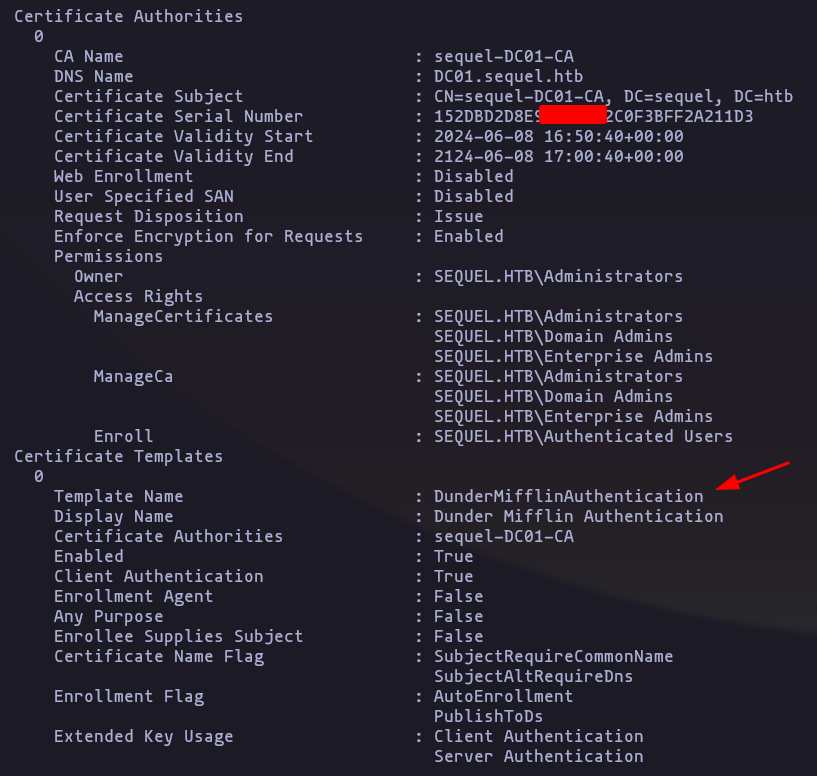 Certificate Authorities
0
CA Name : sequel-DC01-CA
DNS Name : DC01.sequel.htb
Certificate Subject : CN=sequel-DC01-CA, DC=sequel, DC=htb
Certificate Serial Number : 152DBD2D8E9 2C0F3BFF2A211D3
Certificate Validity Start : 2024-06-08 16:50:40+00:00
Certificate Validity End : 2124-06-08 17:00:40+00:00
Web Enrollment : Disabled
User Specified SAN : Disabled
Request Disposition : Issue
Enforce Encryption for Requests : Enabled
Permissions
Owner : SEQUEL.HTB\Administrators
Access Rights
ManageCertificates : SEQUEL.HTB\Administrators
SEQUEL.HTB\Domain Admins
SEQUEL.HTB\Enterprise Admins
ManageCa : SEQUEL.HTB\Administrators
SEQUEL.HTB\Domain Admins
SEQUEL.HTB\Enterprise Admins
Enroll : SEQUEL.HTB\Authenticated Users
Certificate Templates
0
Template Name : DunderMifflinAuthentication
Display Name : Dunder Mifflin Authentication
Certificate Authorities : sequel-DC01-CA
Enabled : True
Client Authentication : True
Enrollment Agent : False
Any Purpose : False
Enrollee Supplies Subject : False
Certificate Name Flag : SubjectRequireCommonName
SubjectAltRequireDns
Enrollment Flag : AutoEnrollment
PublishToDs
Extended Key Usage : Client Authentication
Server Authentication